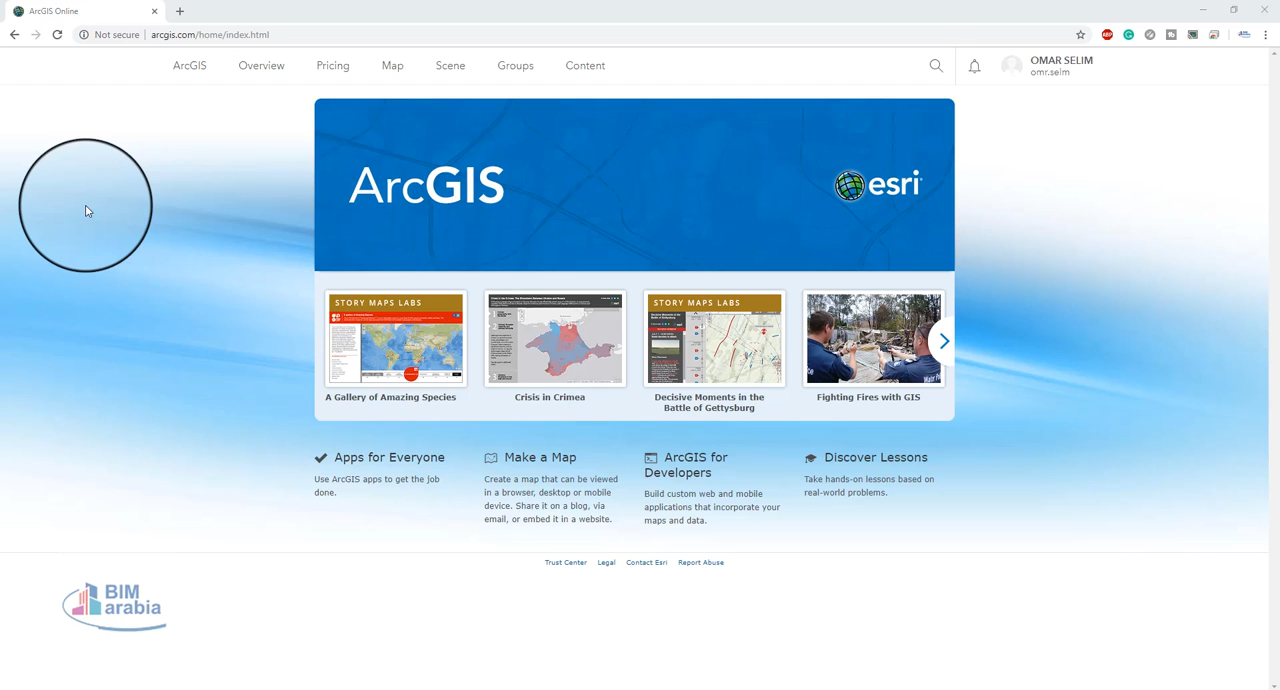 ArcGIS Online
Not secure | arcgis.com/home/index.html
ArcGIS Overview Pricing Map Scene Groups Content
OMAR SELIM
omr.selm
ArcGIS
esri
STORY MAPS LABS
STORY MAPS LABS
A Gallery of Amazing Species
Crisis in Crimea
Decisive Moments in the
Battle of Gettysburg
Fighting Fires with GIS
Apps for Everyone
Use ArcGIS apps to get the job
done.
Make a Map
Create a map that can be viewed
in a browser, desktop or mobile
device. Share it on a blog, via
email, or embed it in a website.
ArcGIS for
Developers
Build custom web and mobile
applications that incorporate your
maps and data.
Discover Lessons
Take hands-on lessons based on
real-world problems.
Trust Center Legal Contact Esri Report Abuse
BIM
arabia